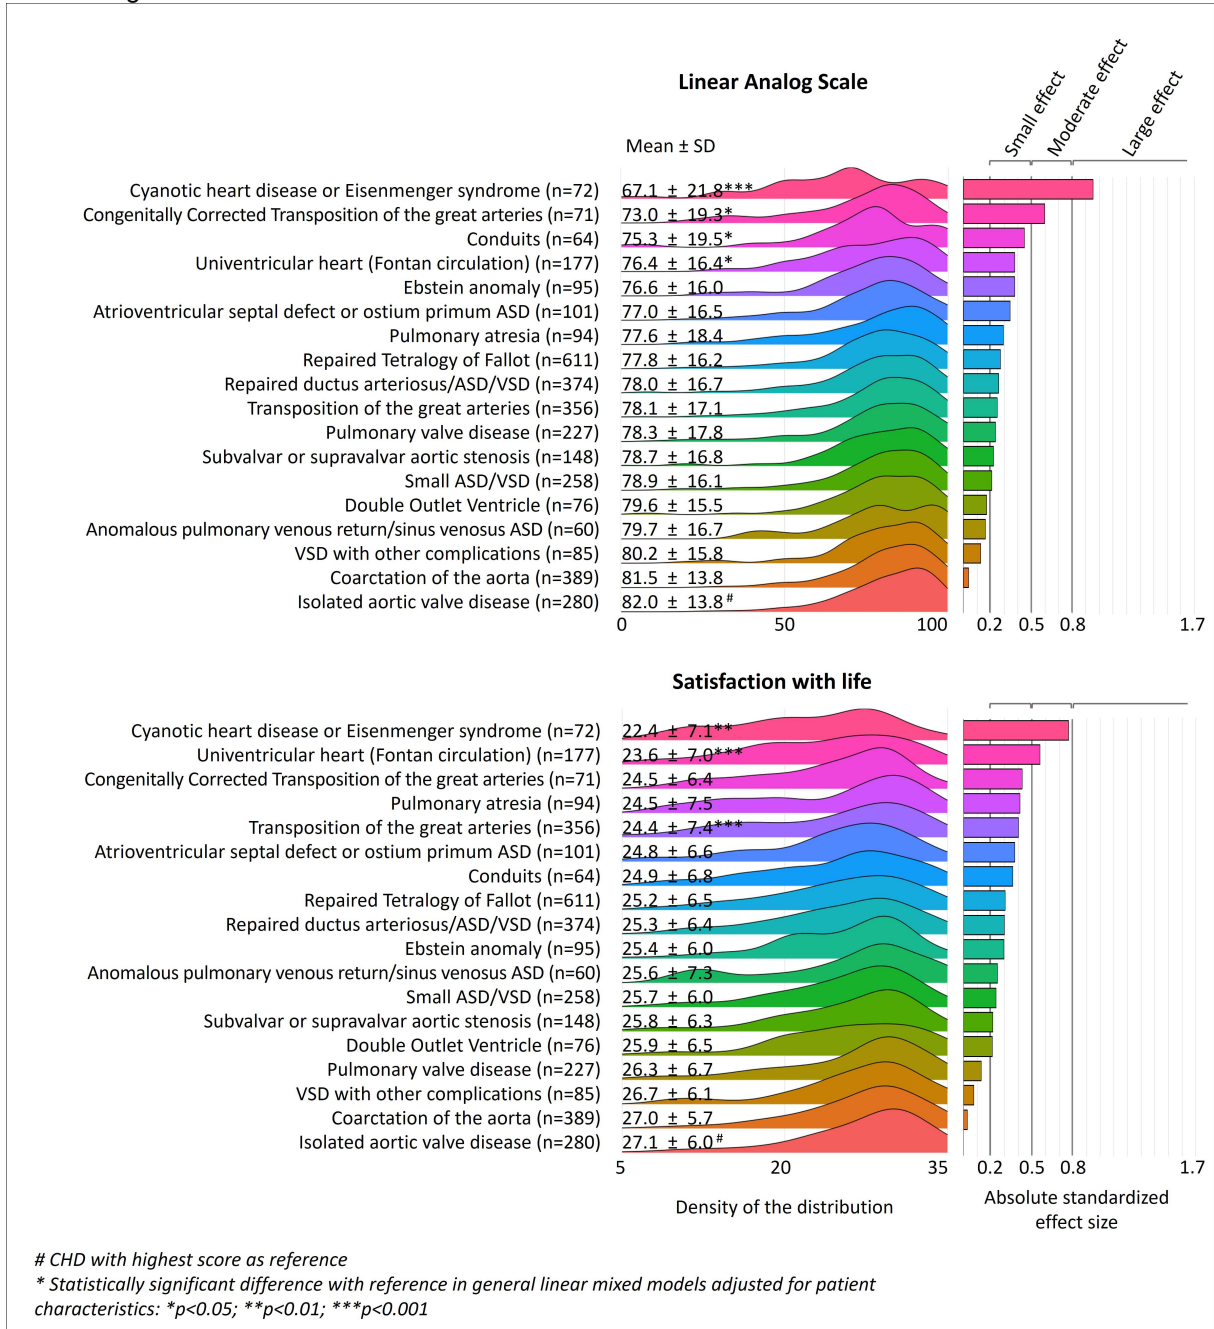 Linear Analog Scale
Small effect
Moderate effect
Large effect
Mean ± SD
Cyanotic heart disease or Eisenmenger syndrome (n=72) 67.1 ± 21.8***
Congenitally Corrected Transposition of the great arteries (n=71) 73.0 ± 19.3*
Conduits (n=64) 75.3 ± 19.5*
Univentricular heart (Fontan circulation) (n=177) 76.4 ± 16.4*
Ebstein anomaly (n=95) 76.6 ± 16.0
Atrioventricular septal defect or ostium primum ASD (n=101) 77.0 ± 16.5
Pulmonary atresia (n=94) 77.6 ± 18.4
Repaired Tetralogy of Fallot (n=611) 77.8 ± 16.2
Repaired ductus arteriosus/ASD/VSD (n=374) 78.0 ± 16.7
Transposition of the great arteries (n=356) 78.1 ± 17.1
Pulmonary valve disease (n=227) 78.3 ± 17.8
Subvalvar or supravalvar aortic stenosis (n=148) 78.7 ± 16.8
Small ASD/VSD (n=258) 78.9 ± 16.1
Double Outlet Ventricle (n=76) 79.6 ± 15.5
Anomalous pulmonary venous return/sinus venosus ASD (n=60) 79.7 ± 16.7
VSD with other complications (n=85) 80.2 ± 15.8
Coarctation of the aorta (n=389) 81.5 ± 13.8
Isolated aortic valve disease (n=280) 82.0 ± 13.8#
0 50 100 0.2 0.5 0.8 1.7
Satisfaction with life
Cyanotic heart disease or Eisenmenger syndrome (n=72) 22.4 ± 7.1**
Univentricular heart (Fontan circulation) (n=177) 23.6 ± 7.0***
Congenitally Corrected Transposition of the great arteries (n=71) 24.5 ± 6.4
Pulmonary atresia (n=94) 24.5 ± 7.5
Transposition of the great arteries (n=356) 24.4 ± 7.4***
Atrioventricular septal defect or ostium primum ASD (n=101) 24.8 ± 6.6
Conduits (n=64) 24.9 ± 6.8
Repaired Tetralogy of Fallot (n=611) 25.2 ± 6.5
Repaired ductus arteriosus/ASD/VSD (n=374) 25.3 ± 6.4
Ebstein anomaly (n=95) 25.4 ± 6.0
Anomalous pulmonary venous return/sinus venosus ASD (n=60) 25.6 ± 7.3
Small ASD/VSD (n=258) 25.7 ± 6.0
Subvalvar or supravalvar aortic stenosis (n=148) 25.8 ± 6.3
Double Outlet Ventricle (n=76) 25.9 ± 6.5
Pulmonary valve disease (n=227) 26.3 ± 6.7
VSD with other complications (n=85) 26.7 ± 6.1
Coarctation of the aorta (n=389) 27.0 ± 5.7
Isolated aortic valve disease (n=280) 27.1 ± 6.0#
5 20 35 0.2 0.5 0.8 1.7
Density of the distribution
Absolute standardized
effect size
# CHD with highest score as reference
* Statistically significant difference with reference in general linear mixed models adjusted for patient
characteristics: *p<0.05; **p<0.01; ***p<0.001